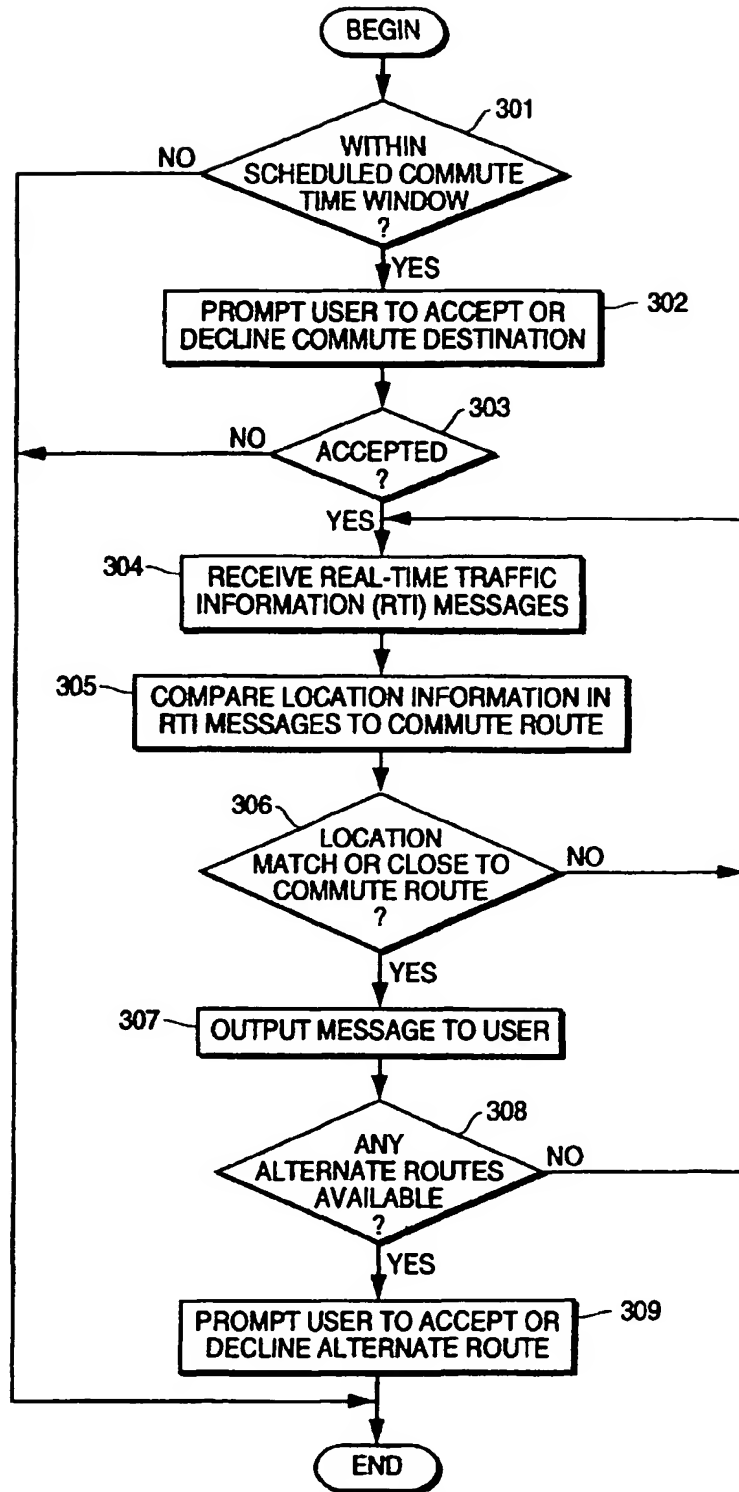 BEGIN
301
WITHIN
SCHEDULED COMMUTE
TIME WINDOW
?
NO
YES
PROMPT USER TO ACCEPT OR
DECLINE COMMUTE DESTINATION
302
303
ACCEPTED
?
NO
YES
304
RECEIVE REAL-TIME TRAFFIC
INFORMATION (RTI) MESSAGES
305
COMPARE LOCATION INFORMATION IN
RTI MESSAGES TO COMMUTE ROUTE
306
LOCATION
MATCH OR CLOSE TO
COMMUTE ROUTE
?
NO
YES
307
OUTPUT MESSAGE TO USER
308
ANY
ALTERNATE ROUTES
AVAILABLE
?
NO
YES
PROMPT USER TO ACCEPT OR
DECLINE ALTERNATE ROUTE
309
END